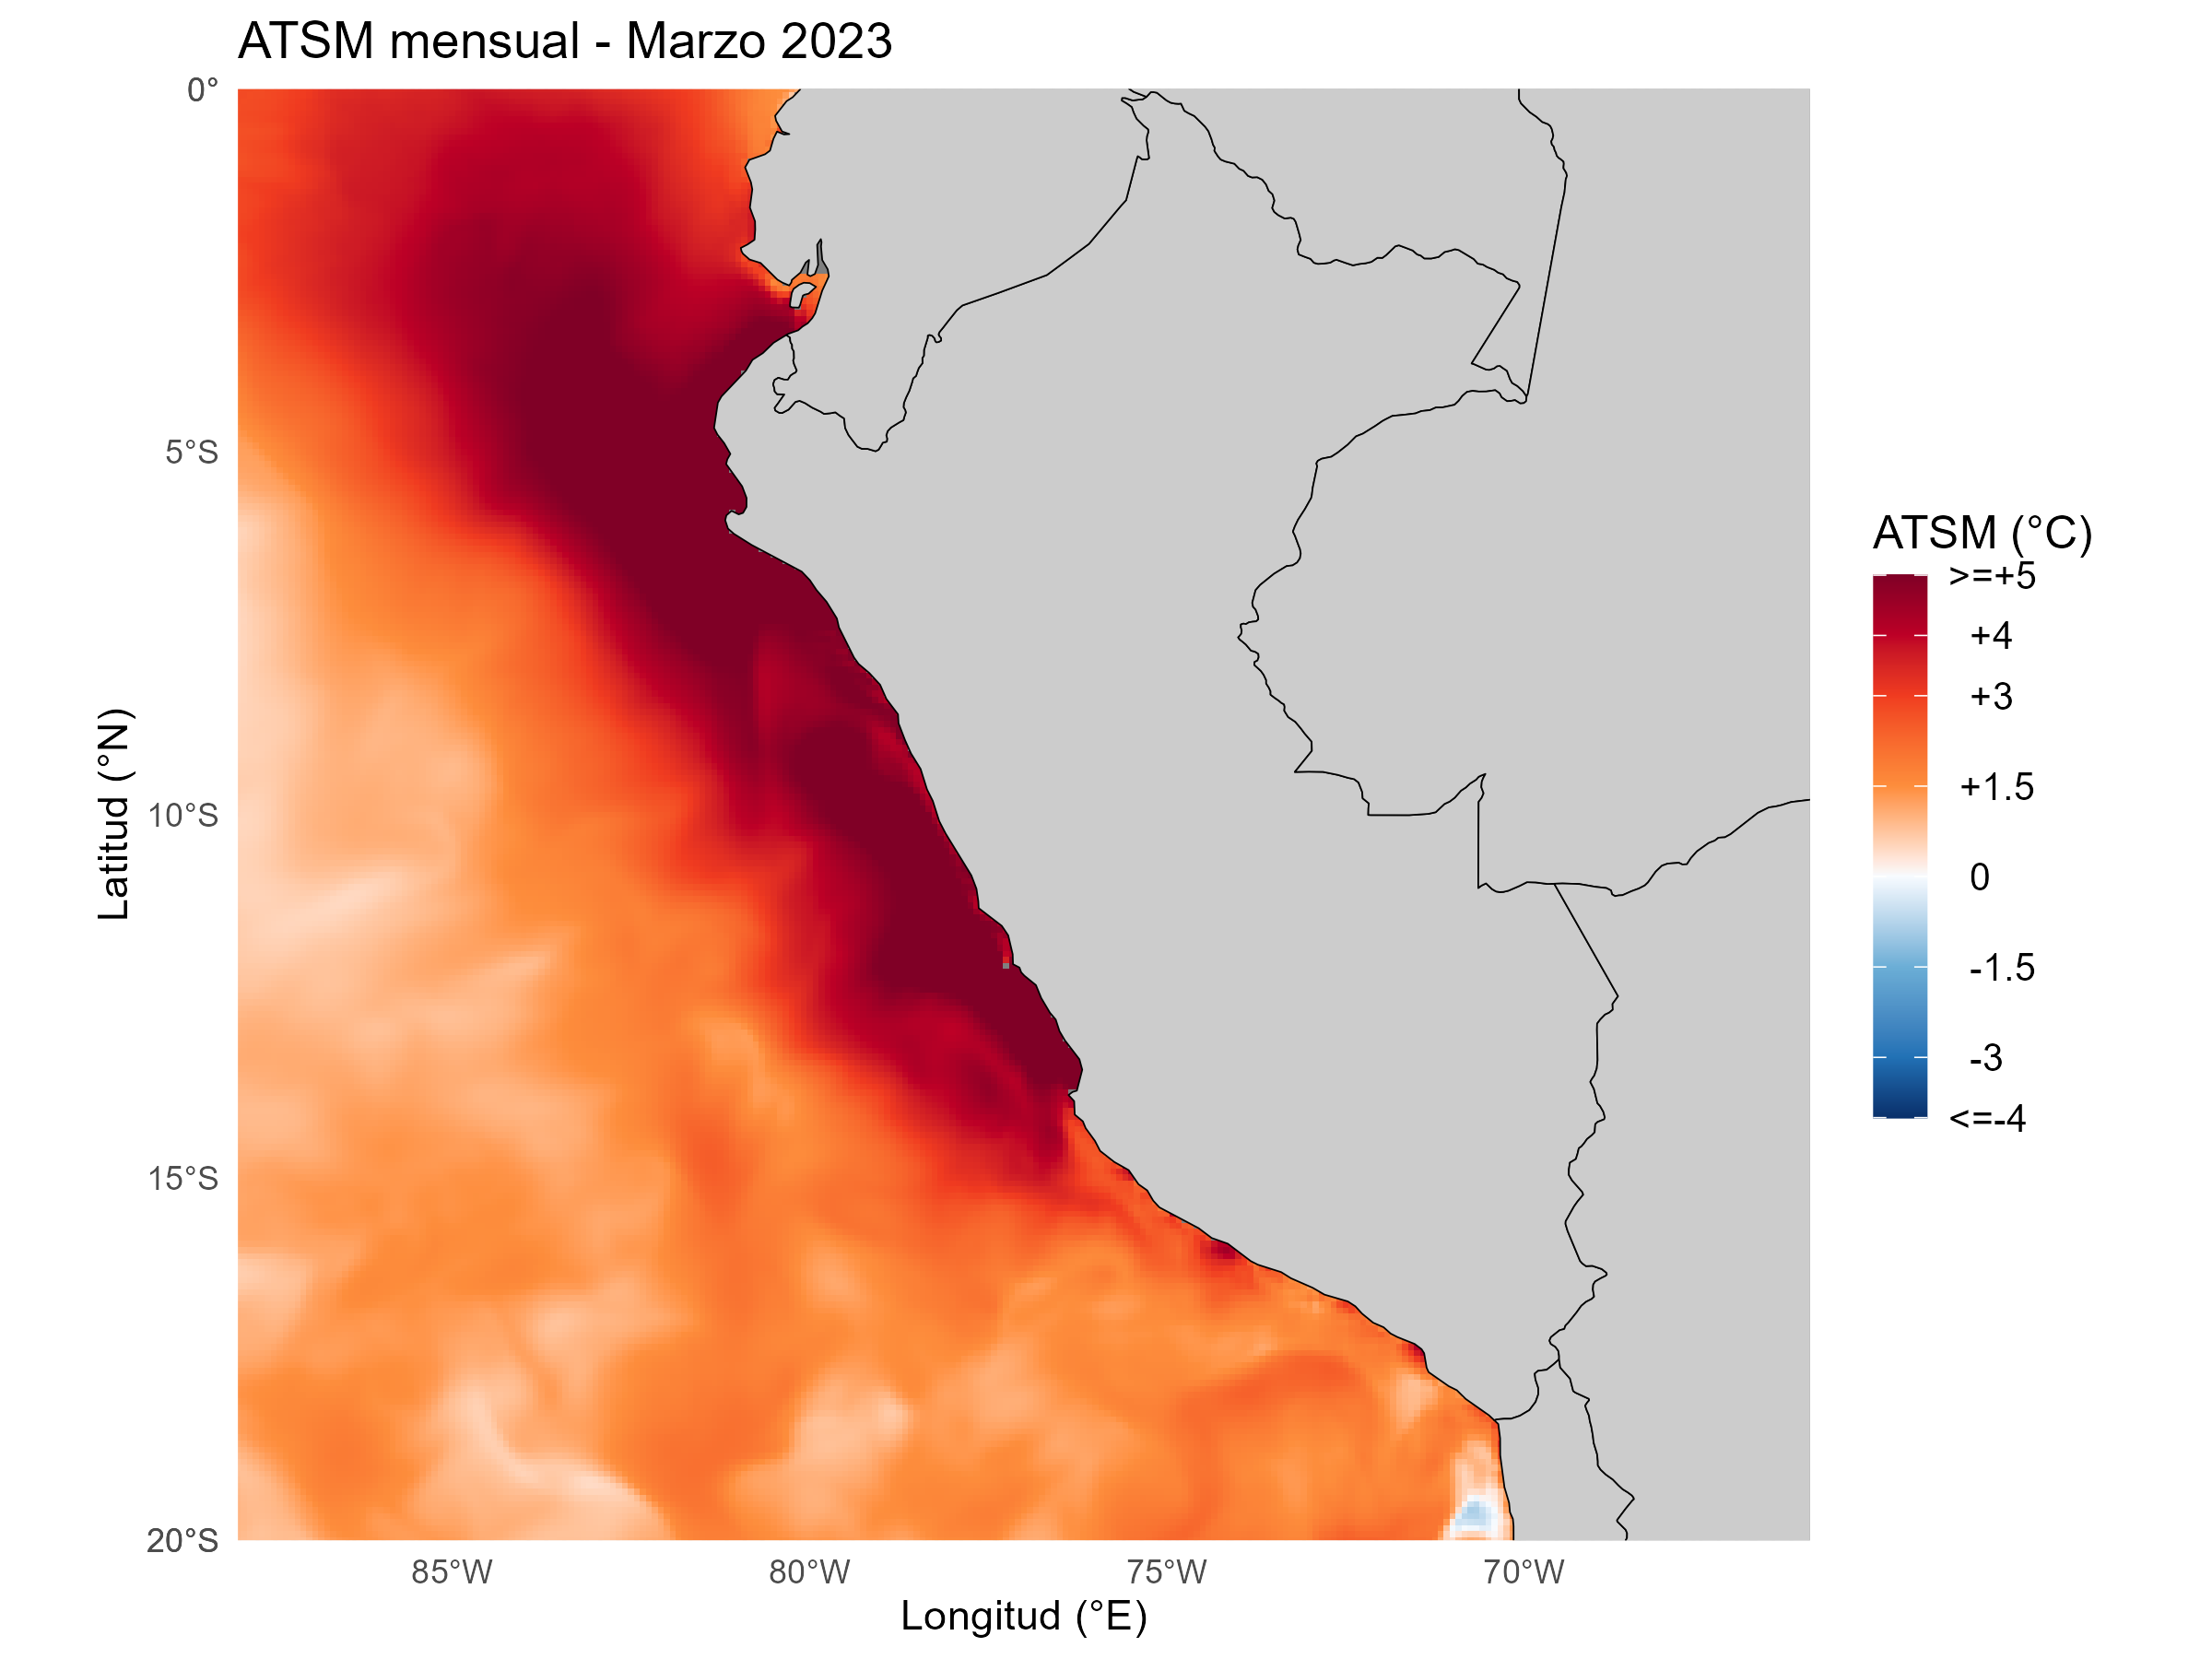 ATSM mensual - Marzo 2023
0°
5°S
10°S
15°S
20°S
Latitud (°N)
85°W
80°W
75°W
70°W
Longitud (°E)
ATSM (°C)
>=+5
+4
+3
+1.5
0
-1.5
-3
<=-4